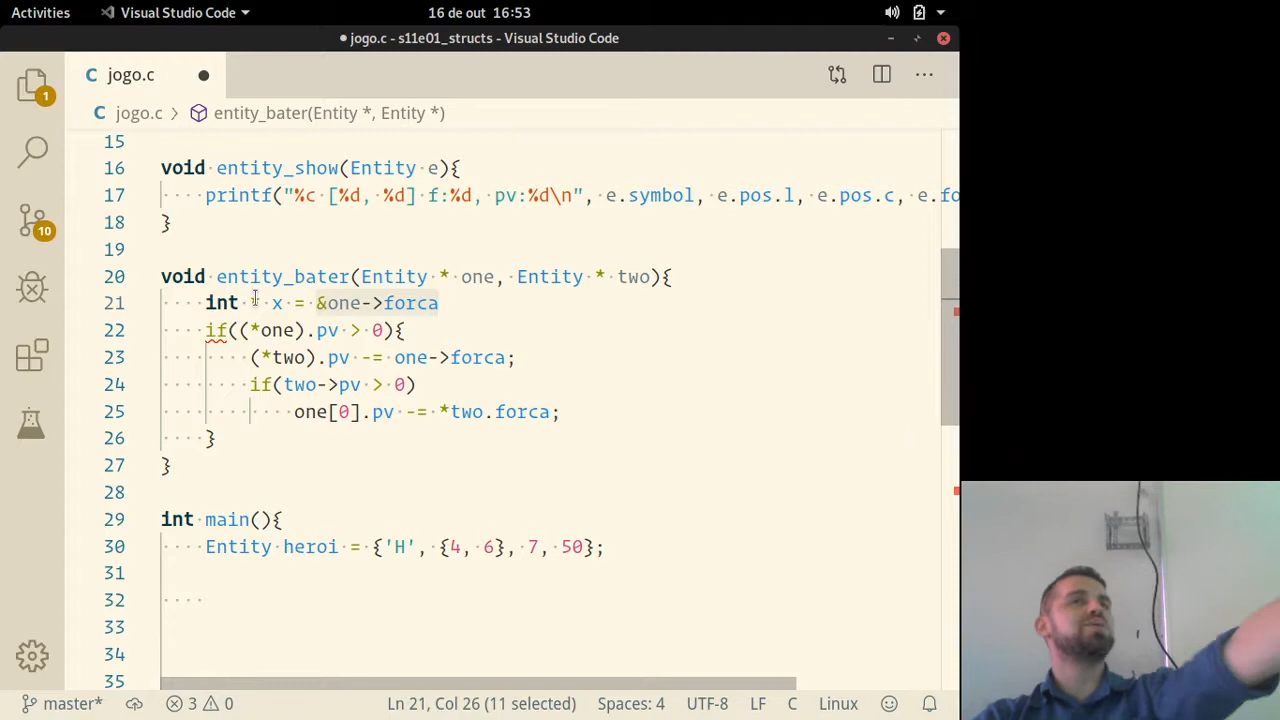 Activities Visual Studio Code 16 de out 16:53
jogo.c - s11e01_structs - Visual Studio Code
jogo.c
jogo.c > entity_bater(Entity *, Entity *)
15
16 void entity_show(Entity e){
17 printf("%c [%d, %d] f:%d, pv:%d\n", e.symbol, e.pos.l, e.pos.c, e.fo
18 }
19
20 void entity_bater(Entity * one, Entity * two){
21 int * x = &one->forca
22 if((*one).pv > 0){
23 (*two).pv -= one->forca;
24 if(two->pv > 0)
25 one[0].pv -= *two.forca;
26 }
27 }
28
29 int main(){
30 Entity heroi = {'H', {4, 6}, 7, 50};
31
32
33
34
35
1
10
master* 3 0 Ln 21, Col 26 (11 selected) Spaces: 4 UTF-8 LF C Linux